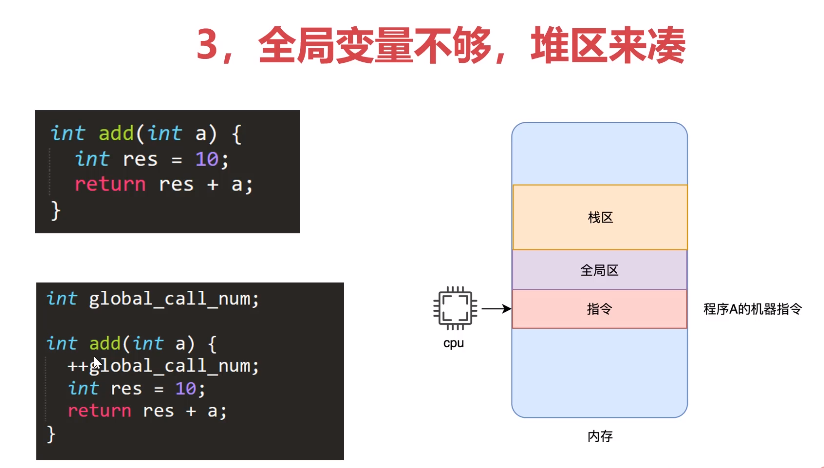 3，全局变量不够，堆区来凑
int add(int a) {
  int res = 10;
  return res + a;
}
int global_call_num;
int add(int a) {
  ++global_call_num;
  int res = 10;
  return res + a;
}
栈区
全局区
指令
程序A的机器指令
cpu
内存